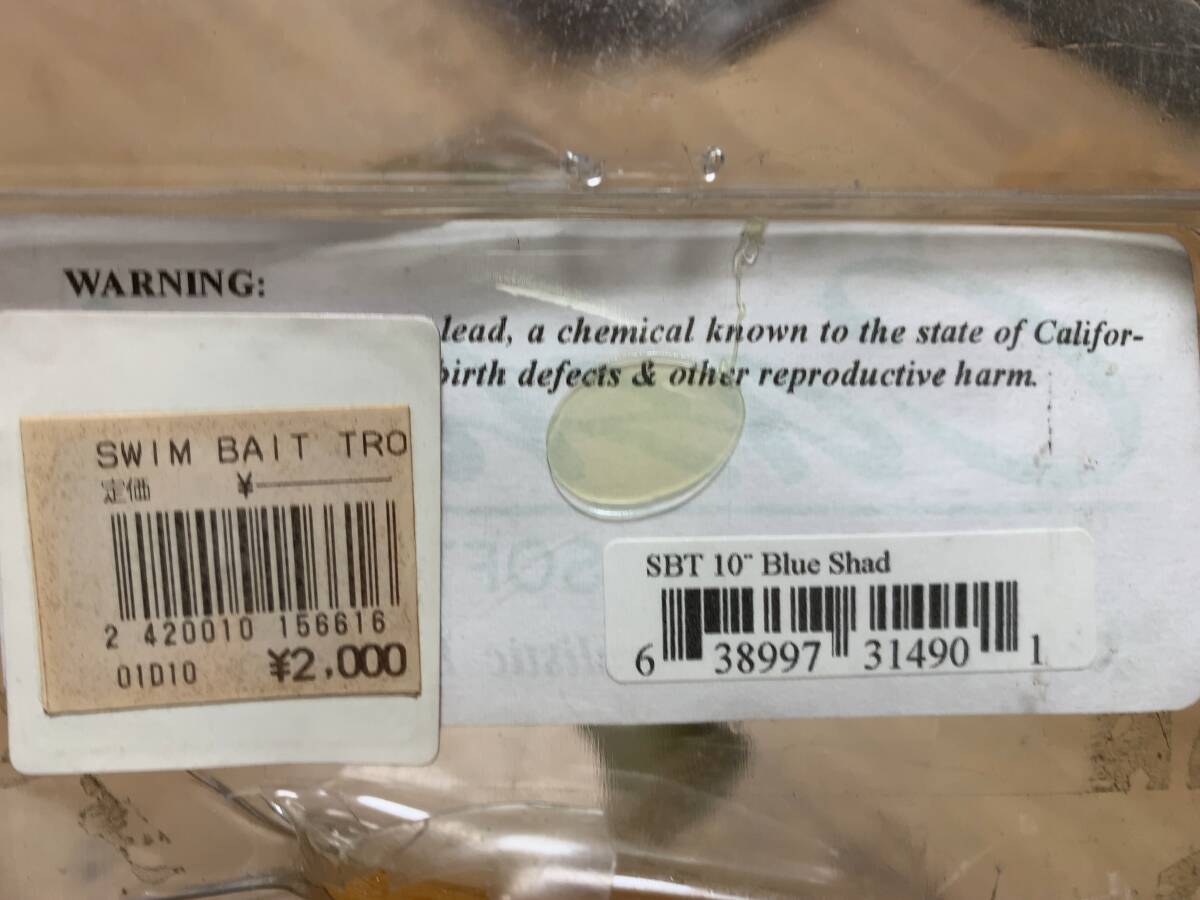 WARNING:
lead, a chemical known to the state of Califor-
birth defects & other reproductive harm.
SWIM BAIT TRO
定価 ¥
2 420010 156616
01D10 ¥2,000
SBT 10" Blue Shad
6 38997 31490 1